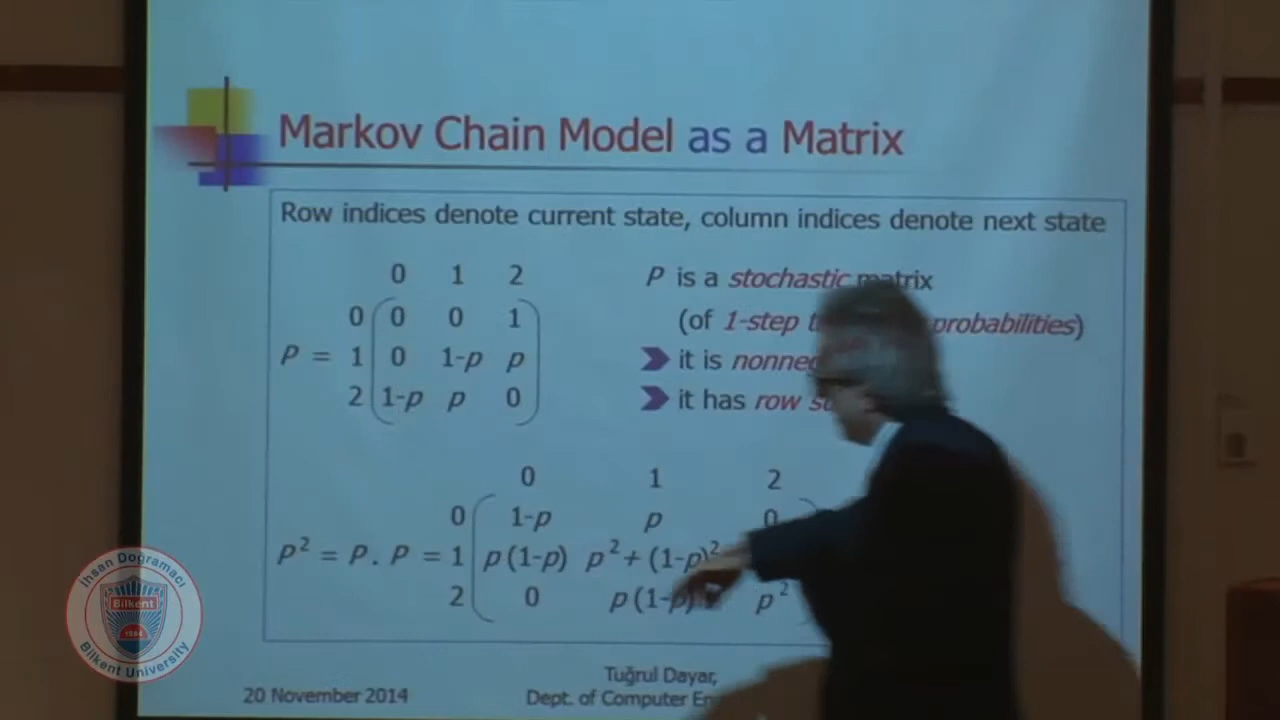 Markov Chain Model as a Matrix
Row indices denote current state, column indices denote next state
0 1 2
0 0 0 1
P = 1 0 1-p p
2 1-p p 0
P is a stochastic matrix
(of 1-step probabilities)
it is
it has row
0 1 2
0 1-p p 0
P² = P . P = 1 p(1-p) p²+(1-p)²
2 0 p(1-p) p²
İhsan Doğramacı
Bilkent
1984
Bilkent University
20 November 2014
Tuğrul Dayar,
Dept. of Computer